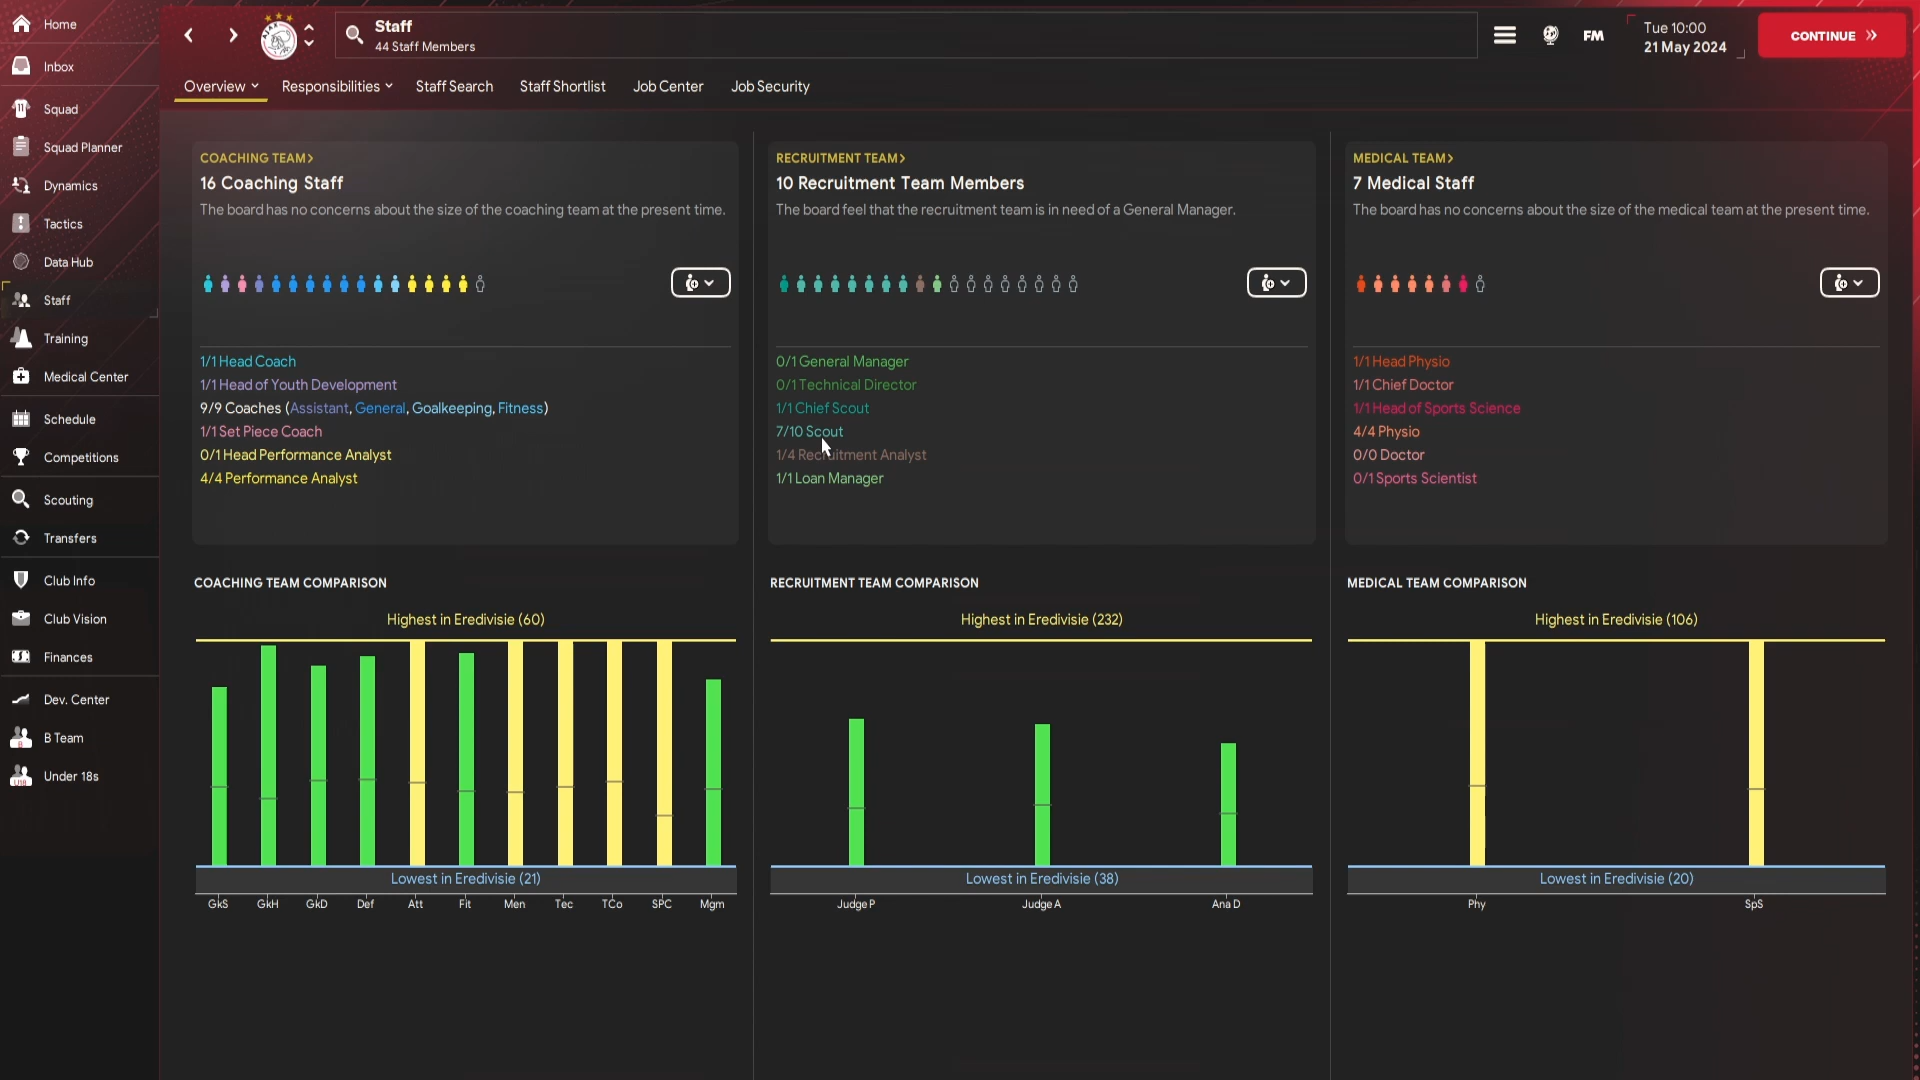 Home
Inbox
Squad
Squad Planner
Dynamics
Tactics
Data Hub
Staff
Training
Medical Center
Schedule
Competitions
Scouting
Transfers
Club Info
Club Vision
Finances
Dev. Center
B Team
Under 18s
Staff
44 Staff Members
FM
Tue 10:00
21 May 2024
CONTINUE
Overview Responsibilities Staff Search Staff Shortlist Job Center Job Security
COACHING TEAM>
16 Coaching Staff
The board has no concerns about the size of the coaching team at the present time.
1/1 Head Coach
1/1 Head of Youth Development
9/9 Coaches (Assistant, General, Goalkeeping, Fitness)
1/1 Set Piece Coach
0/1 Head Performance Analyst
4/4 Performance Analyst
RECRUITMENT TEAM>
10 Recruitment Team Members
The board feel that the recruitment team is in need of a General Manager.
0/1 General Manager
0/1 Technical Director
1/1 Chief Scout
7/10 Scout
1/4 Recruitment Analyst
1/1 Loan Manager
MEDICAL TEAM>
7 Medical Staff
The board has no concerns about the size of the medical team at the present time.
1/1 Head Physio
1/1 Chief Doctor
1/1 Head of Sports Science
4/4 Physio
0/0 Doctor
0/1 Sports Scientist
COACHING TEAM COMPARISON
Highest in Eredivisie (60)
Lowest in Eredivisie (21)
GkS GkH GkD Def Att Fit Men Tec TCo SPC Mgm
RECRUITMENT TEAM COMPARISON
Highest in Eredivisie (232)
Lowest in Eredivisie (38)
Judge P Judge A Ana D
MEDICAL TEAM COMPARISON
Highest in Eredivisie (106)
Lowest in Eredivisie (20)
Phy SpS